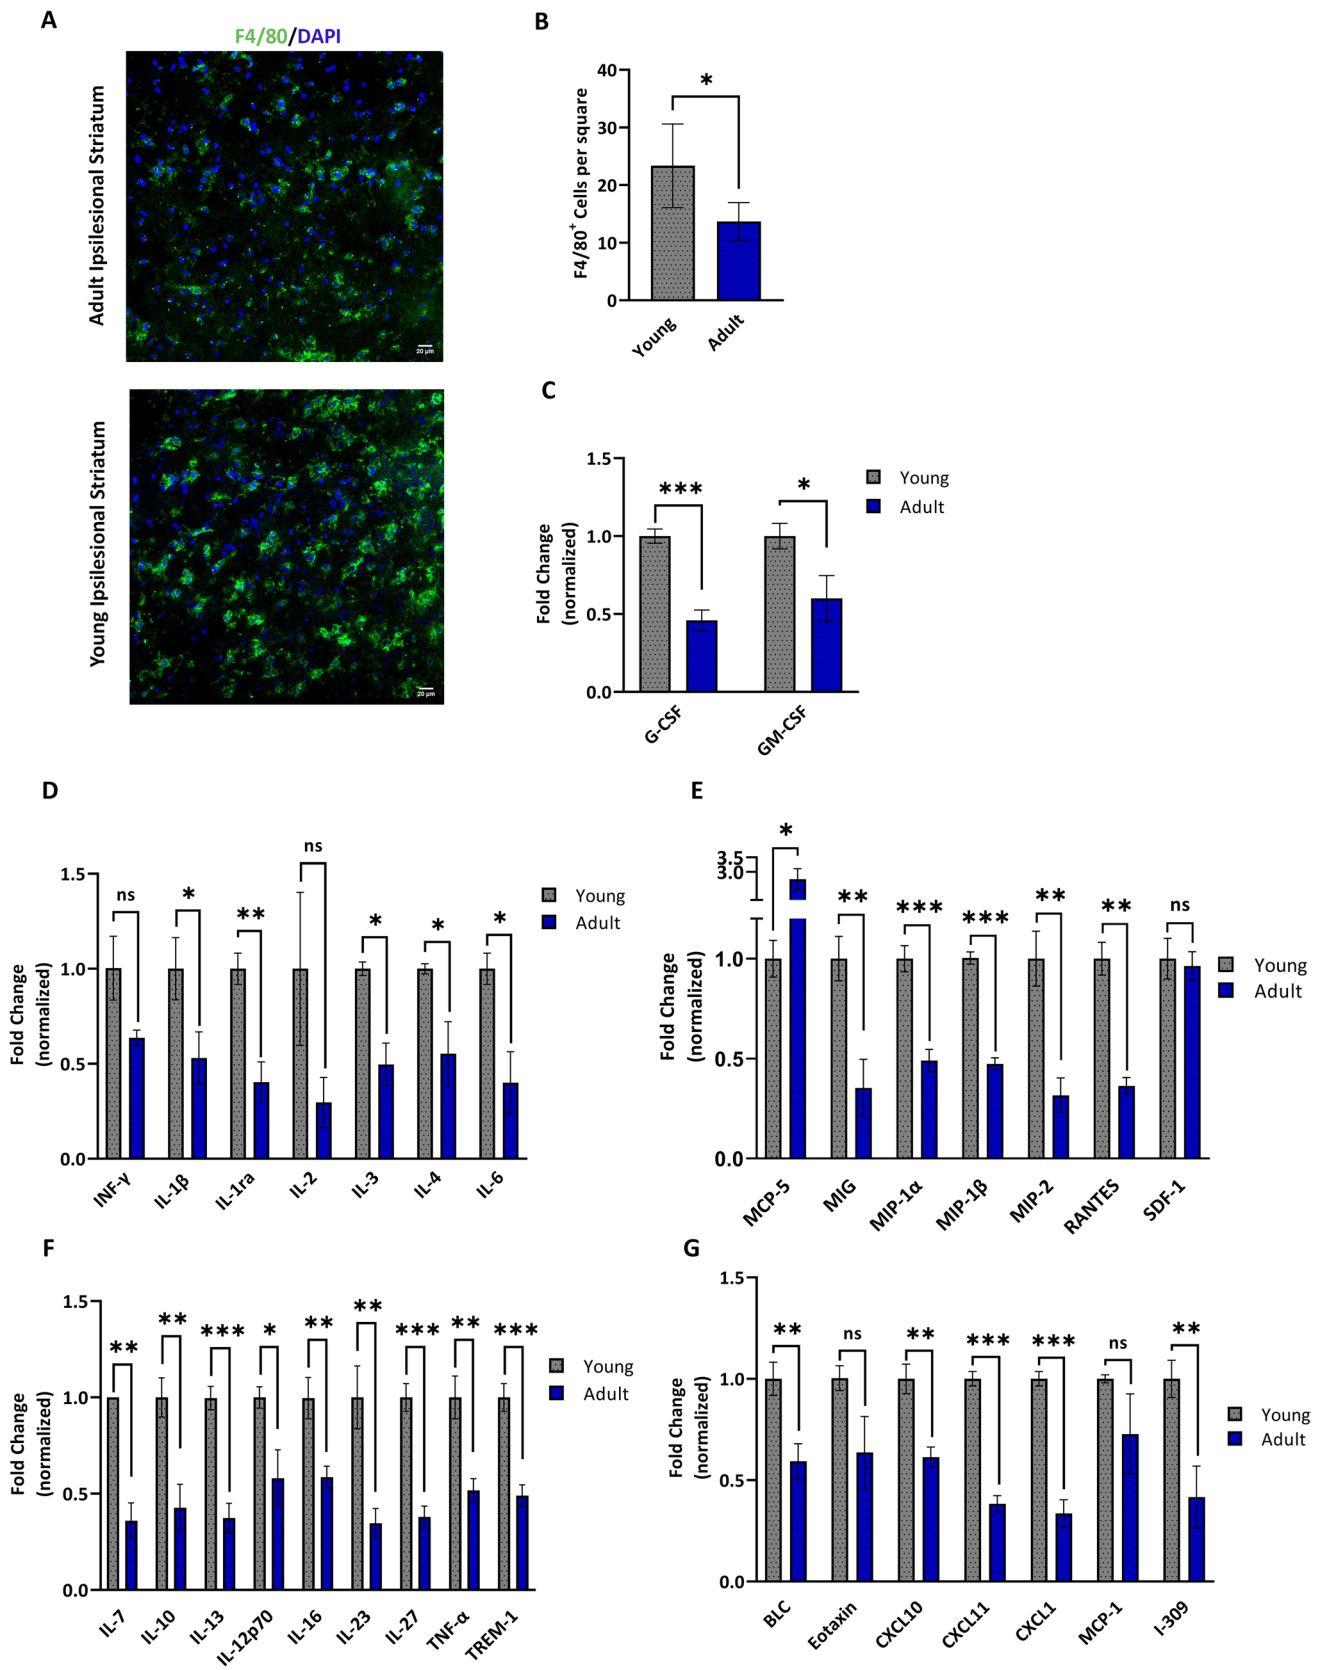 A
F4/80/DAPI
Adult Ipsilesional Striatum
20 µm
Young Ipsilesional Striatum
20 µm
B
F4/80+ Cells per square
40
30
20
10
0
*
Young
Adult
C
Fold Change
(normalized)
1.5
1.0
0.5
0.0
***
*
G-CSF
GM-CSF
Young
Adult
D
Fold Change
(normalized)
1.5
1.0
0.5
0.0
ns
*
**
ns
*
*
*
INF-γ
IL-1β
IL-1ra
IL-2
IL-3
IL-4
IL-6
Young
Adult
E
Fold Change
(normalized)
3.5
3.0
1.0
0.5
0.0
*
**
***
***
**
**
ns
MCP-5
MIG
MIP-1α
MIP-1β
MIP-2
RANTES
SDF-1
Young
Adult
F
Fold Change
(normalized)
1.5
1.0
0.5
0.0
**
**
***
*
**
**
***
**
***
IL-7
IL-10
IL-13
IL-12p70
IL-16
IL-23
IL-27
TNF-α
TREM-1
Young
Adult
G
Fold Change
(normalized)
1.5
1.0
0.5
0.0
**
ns
**
***
***
ns
**
BLC
Eotaxin
CXCL10
CXCL11
CXCL1
MCP-1
I-309
Young
Adult